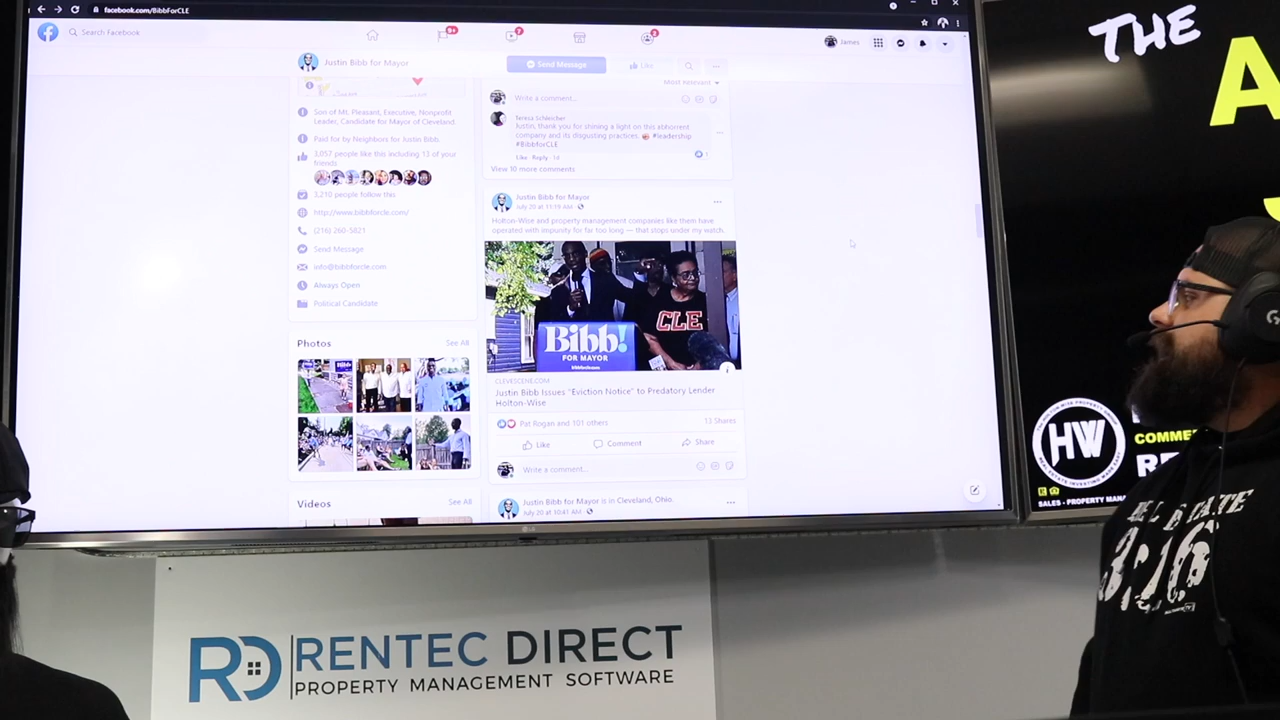 facebook.com/BibbForCLE
Search Facebook
9+
7
James
Justin Bibb for Mayor
Send Message
Like
Son of Mt. Pleasant, Executive, Nonprofit
Leader, Candidate for Mayor of Cleveland.
Paid for by Neighbors for Justin Bibb.
3,057 people like this including 13 of your
friends
3,210 people follow this
http://www.bibbforcle.com/
(216) 260-5821
Send Message
info@bibbforcle.com
Always Open
Political Candidate
Photos
See All
Videos
See All
Most Relevant
Write a comment...
Teresa Schleicher
Justin, thank you for shining a light on this abhorrent
company and its disgusting practices. #leadership
#BibbforCLE
Like · Reply · 1d
1
View 10 more comments
Justin Bibb for Mayor
July 20 at 11:19 AM ·
Holton-Wise and property management companies like them have
operated with impunity for far too long — that stops under my watch.
CLE
Bibb!
FOR MAYOR
CLEVESCENE.COM
Justin Bibb Issues "Eviction Notice" to Predatory Lender
Holton-Wise
Pat Rogan and 101 others
13 Shares
Like
Comment
Share
Write a comment...
Justin Bibb for Mayor is in Cleveland, Ohio.
July 20 at 10:41 AM ·
LG
THE
A
HW
COMME
RE
SALES - PROPERTY MANA
3:16
RD RENTEC DIRECT
PROPERTY MANAGEMENT SOFTWARE